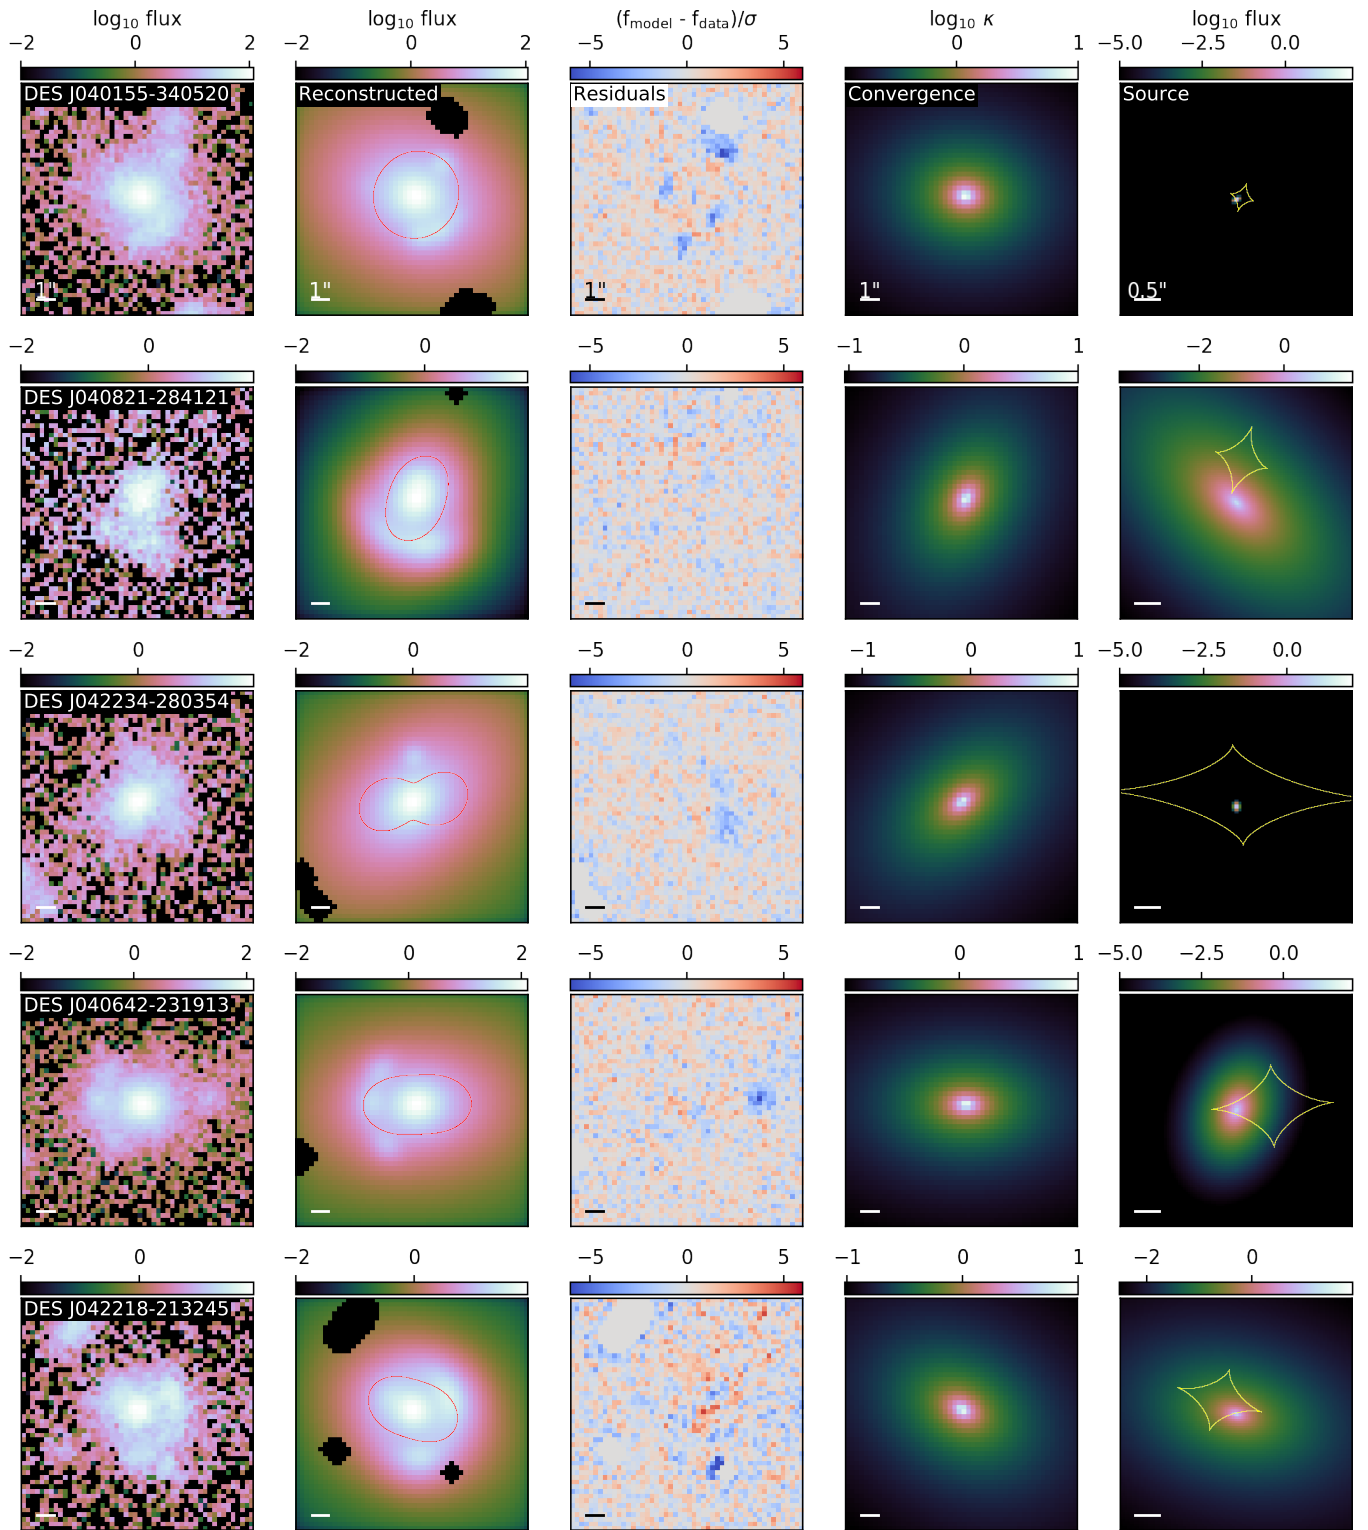 log₁₀ flux log₁₀ flux (f_model - f_data)/σ log₁₀ κ log₁₀ flux
−2 0 2 0 −5 0 5 0 1 −5.0 −2.5 0.0
DES J040155-340520 Reconstructed Residuals Convergence Source
1" 1" 1" 1" 0.5"
−2 0 −2 0 −5 0 5 −1 0 1 −2 0
DES J040821-284121
−2 0 −2 0 −5 0 5 −1 0 1 −5.0 −2.5 0.0
DES J042234-280354
−2 0 −2 0 2 −5 0 5 0 1 −5.0 −2.5 0.0
DES J040642-231913
−2 0 −2 0 −5 0 5 −1 0 1 −2 0
DES J042218-213245